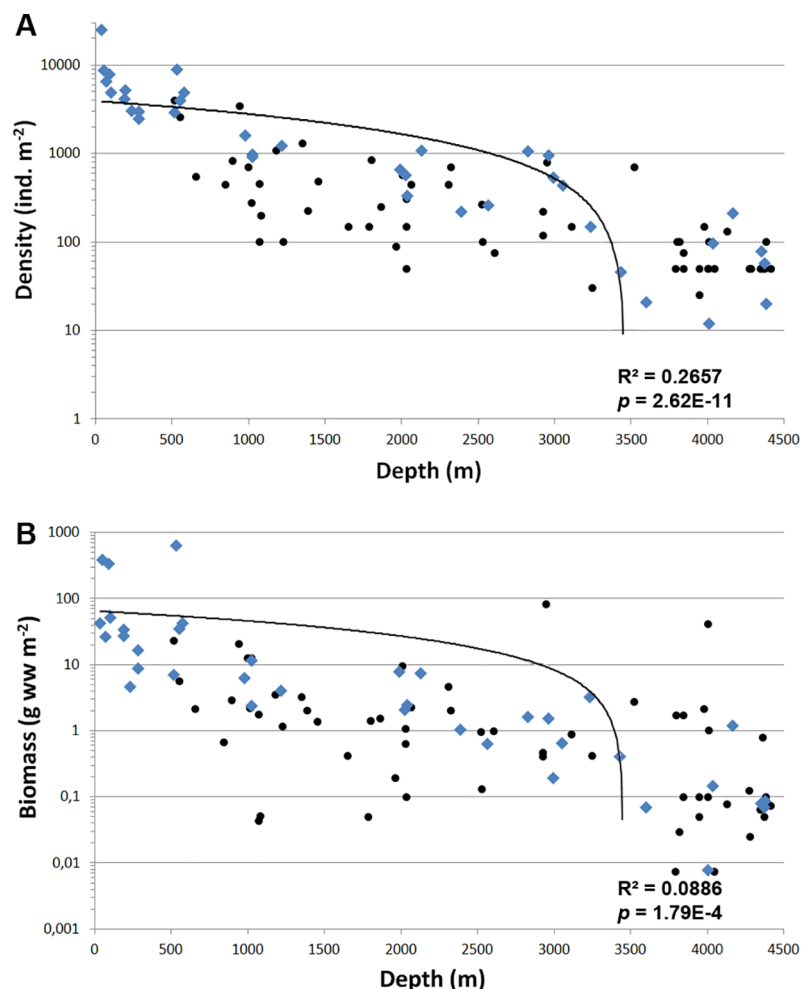 A
10000
1000
100
10
1
Density (ind. m-2)
R² = 0.2657
p = 2.62E-11
0 500 1000 1500 2000 2500 3000 3500 4000 4500
Depth (m)
B
1000
100
10
1
0,1
0,01
0,001
Biomass (g ww m-2)
R² = 0.0886
p = 1.79E-4
0 500 1000 1500 2000 2500 3000 3500 4000 4500
Depth (m)